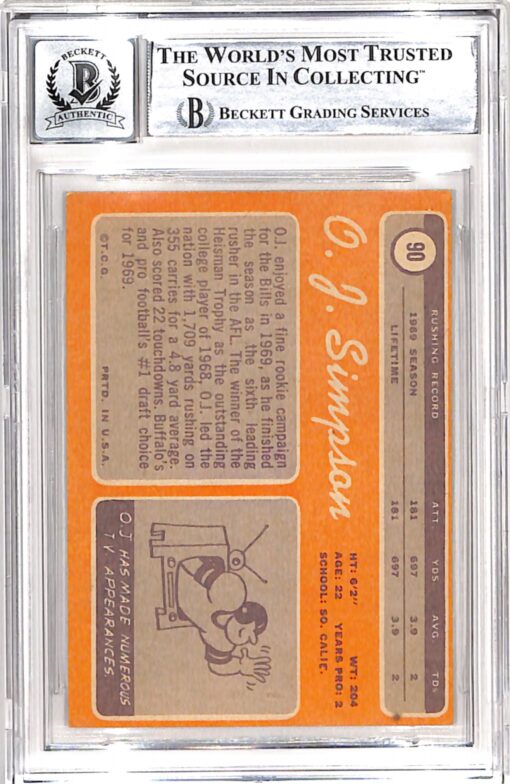 BECKETT
B
AUTHENTIC
THE WORLD'S MOST TRUSTED
SOURCE IN COLLECTING™
B BECKETT GRADING SERVICES
90
RUSHING RECORD ATT. YDS AVG TDs
1969 SEASON 181 697 3.9 2
LIFETIME 181 697 3.9 2
O. J. Simpson
HT: 6'2" WT: 204
AGE: 22 YEARS PRO: 2
SCHOOL: SO. CALIF.
O.J. enjoyed a fine rookie campaign
for the Bills in 1969, as he finished
the season as the sixth leading
rusher in the AFL. The winner of the
Heisman Trophy as the outstanding
college player of 1968, O.J. led the
nation with 1,709 yards rushing on
355 carries for a 4.8 yard average.
Also scored 22 touchdowns. Buffalo's
and pro football's #1 draft choice
for 1969.
©T.C.G. PRTD. IN U.S.A.
O.J. HAS MADE NUMEROUS
T.V. APPEARANCES.